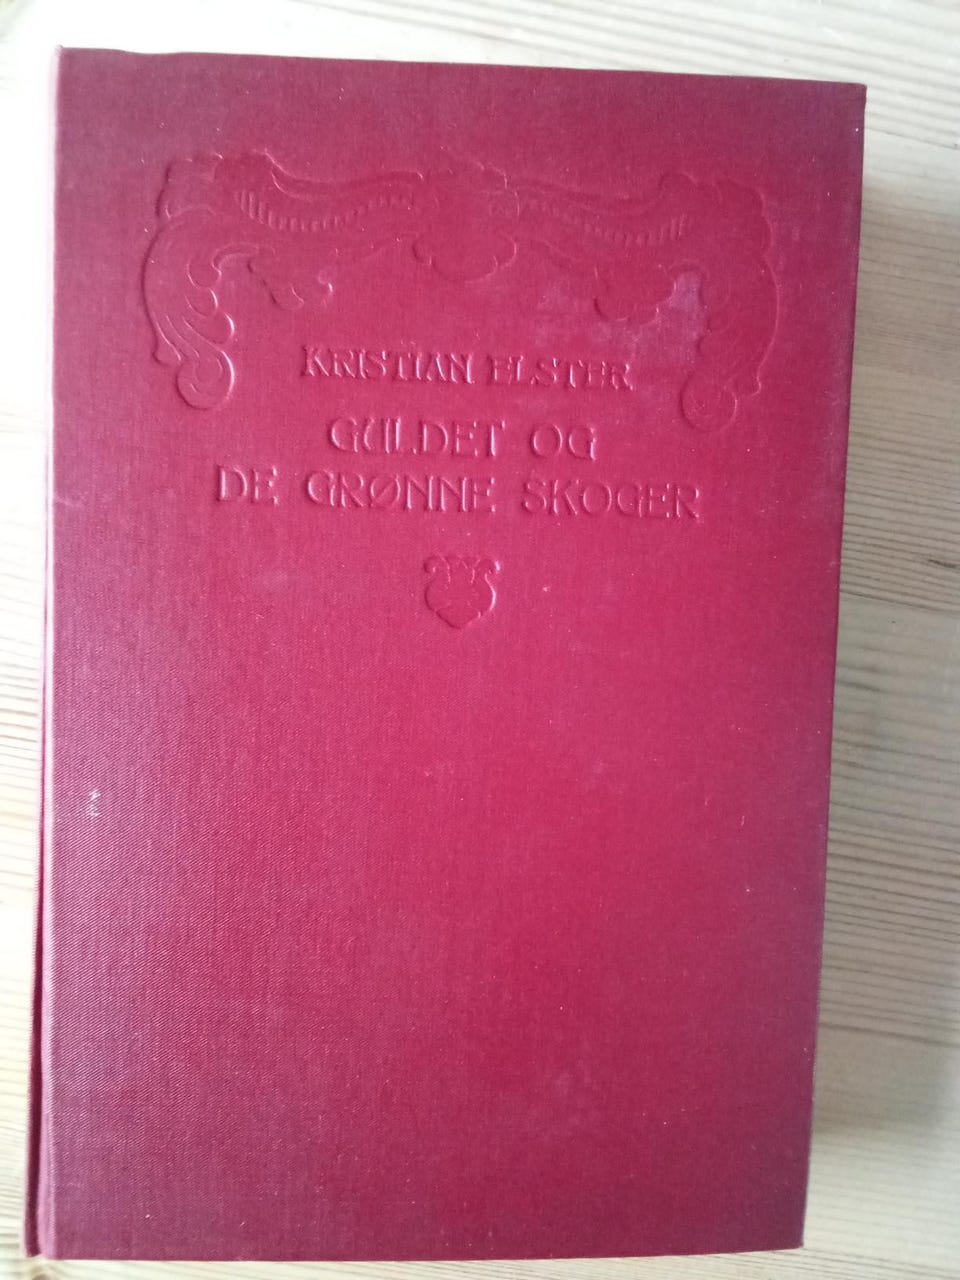 KRISTIAN ELSTER
GULDET OG
DE GRØNNE SKOGER